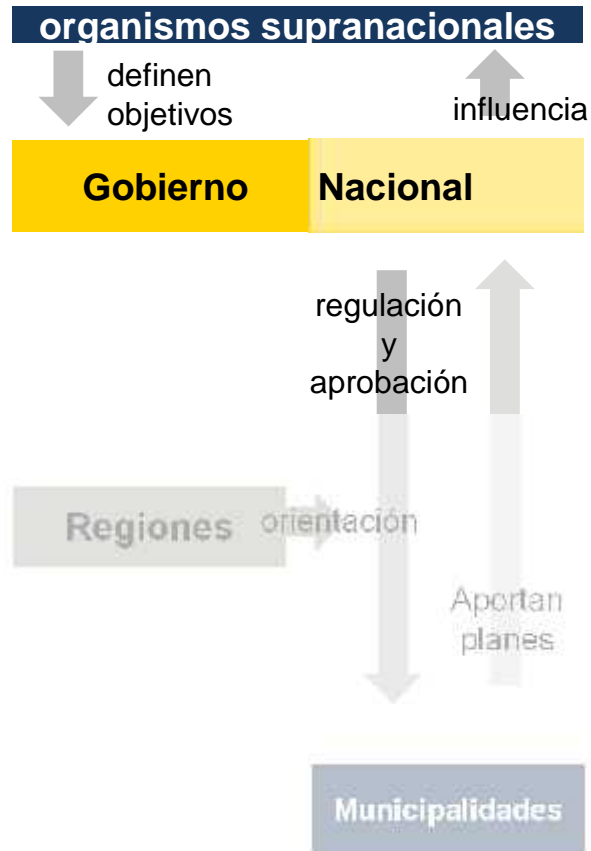 organismos supranacionales
definen
objetivos
influencia
Gobierno Nacional
regulación
y
aprobación
Regiones
orientación
Aportan
planes
Municipalidades